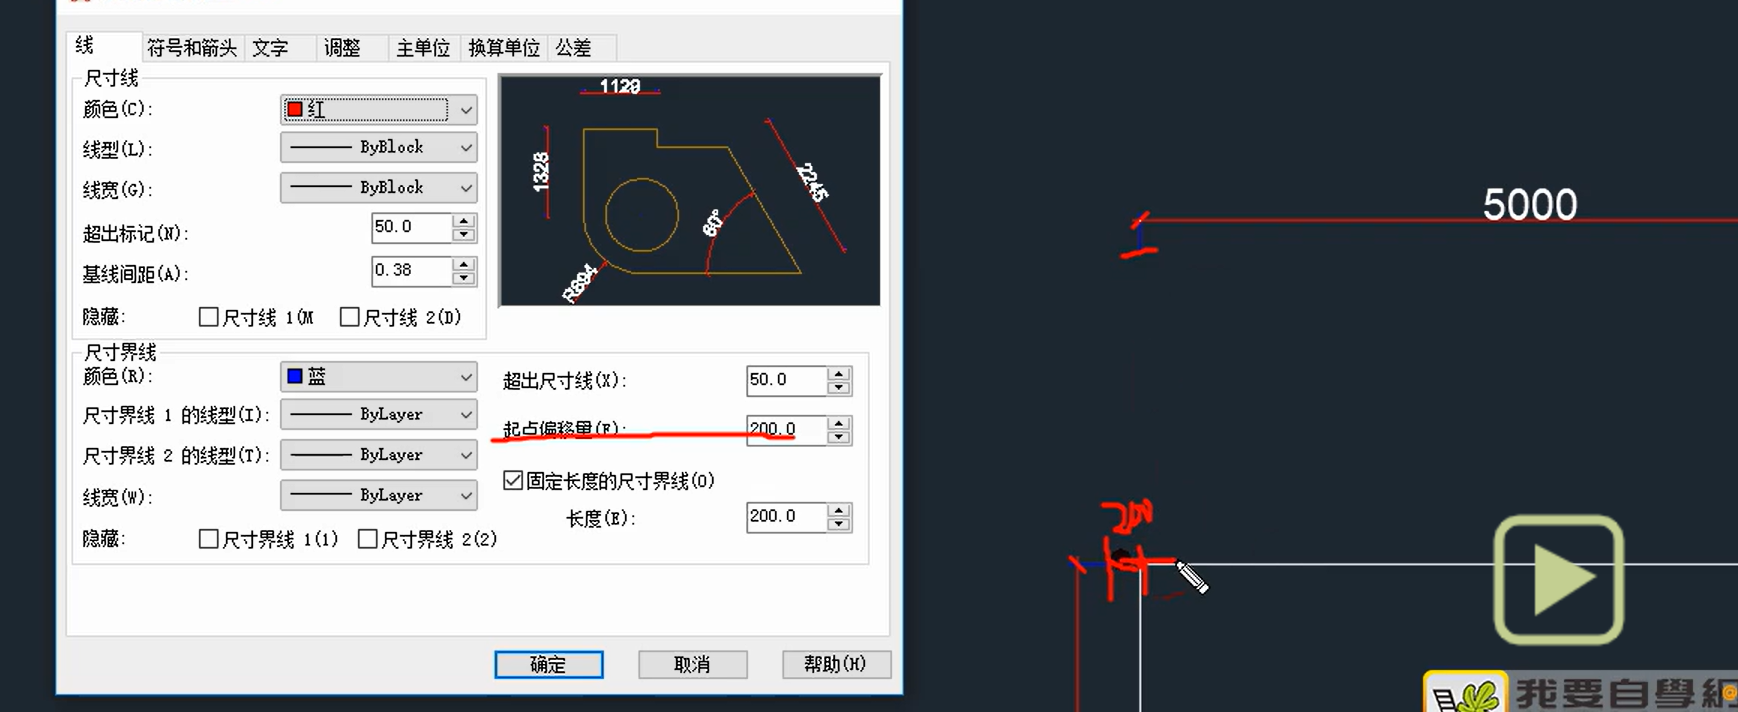 线 符号和箭头 文字 调整 主单位 换算单位 公差
尺寸线
颜色(C): 红
线型(L): ByBlock
线宽(G): ByBlock
超出标记(N): 50.0
基线间距(A): 0.38
隐藏: 尺寸线 1(M 尺寸线 2(D)
1129
1328
2245
60°
R894
尺寸界线
颜色(R): 蓝
尺寸界线 1 的线型(I): ByLayer
尺寸界线 2 的线型(T): ByLayer
线宽(W): ByLayer
隐藏: 尺寸界线 1(1) 尺寸界线 2(2)
超出尺寸线(X): 50.0
起点偏移量(F): 200.0
固定长度的尺寸界线(O)
长度(E): 200.0
确定 取消 帮助(H)
5000
200
我要自學網